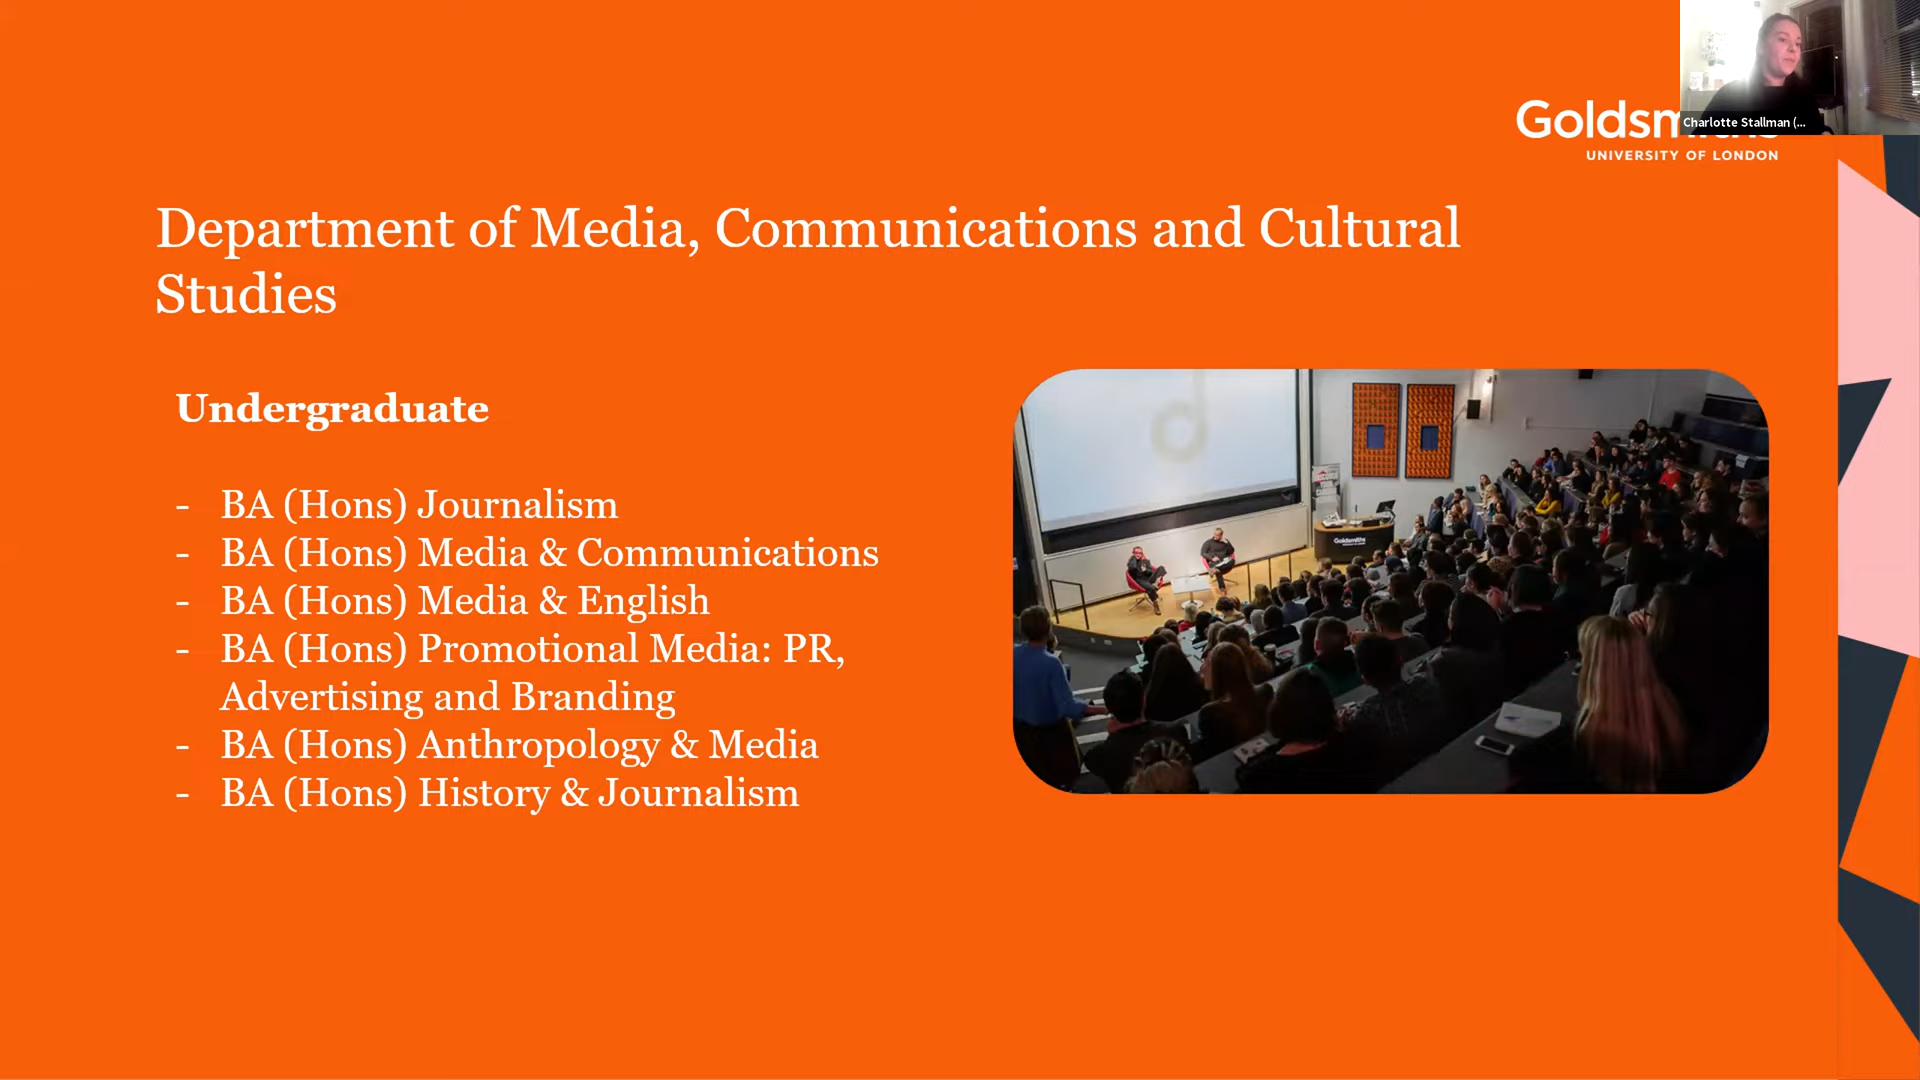 Charlotte Stallman (...
Goldsmiths
UNIVERSITY OF LONDON
Department of Media, Communications and Cultural
Studies
Undergraduate
- BA (Hons) Journalism
- BA (Hons) Media & Communications
- BA (Hons) Media & English
- BA (Hons) Promotional Media: PR,
Advertising and Branding
- BA (Hons) Anthropology & Media
- BA (Hons) History & Journalism
Goldsmiths